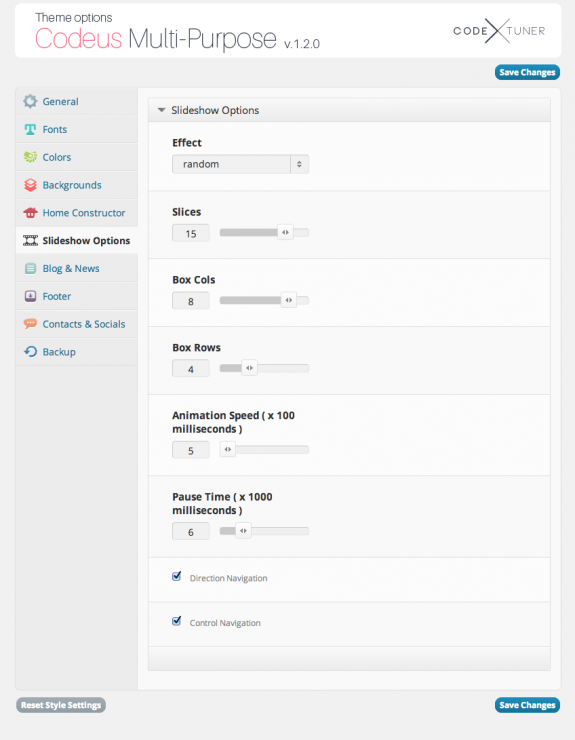 Theme options
Codeus Multi-Purpose v.1.2.0
CODE X TUNER
Save Changes
General
Fonts
Colors
Backgrounds
Home Constructor
Slideshow Options
Blog & News
Footer
Contacts & Socials
Backup
Slideshow Options
Effect
random
Slices
15
Box Cols
8
Box Rows
4
Animation Speed ( x 100
milliseconds )
5
Pause Time ( x 1000
milliseconds )
6
Direction Navigation
Control Navigation
Reset Style Settings
Save Changes